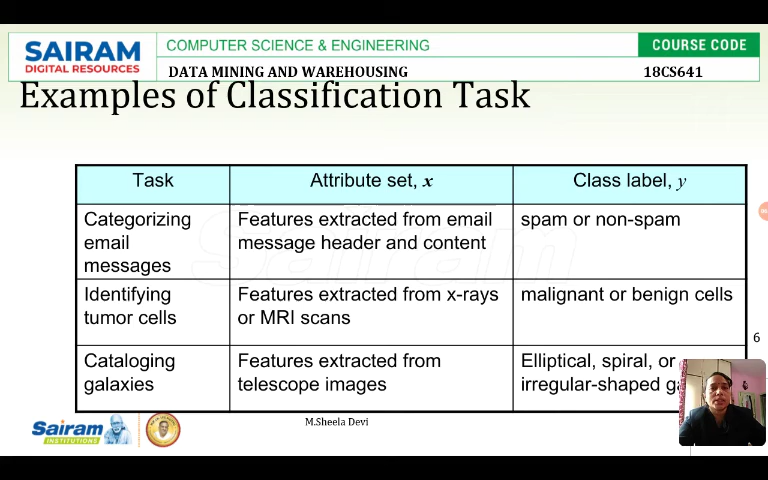 SAIRAM
DIGITAL RESOURCES
COMPUTER SCIENCE & ENGINEERING
COURSE CODE
DATA MINING AND WAREHOUSING
18CS641
Examples of Classification Task
Task
Attribute set, x
Class label, y
Categorizing
email
messages
Features extracted from email
message header and content
spam or non-spam
Identifying
tumor cells
Features extracted from x-rays
or MRI scans
malignant or benign cells
Cataloging
galaxies
Features extracted from
telescope images
Elliptical, spiral, or
irregular-shaped
6
Sairam
INSTITUTIONS
M.Sheela Devi
Sairam